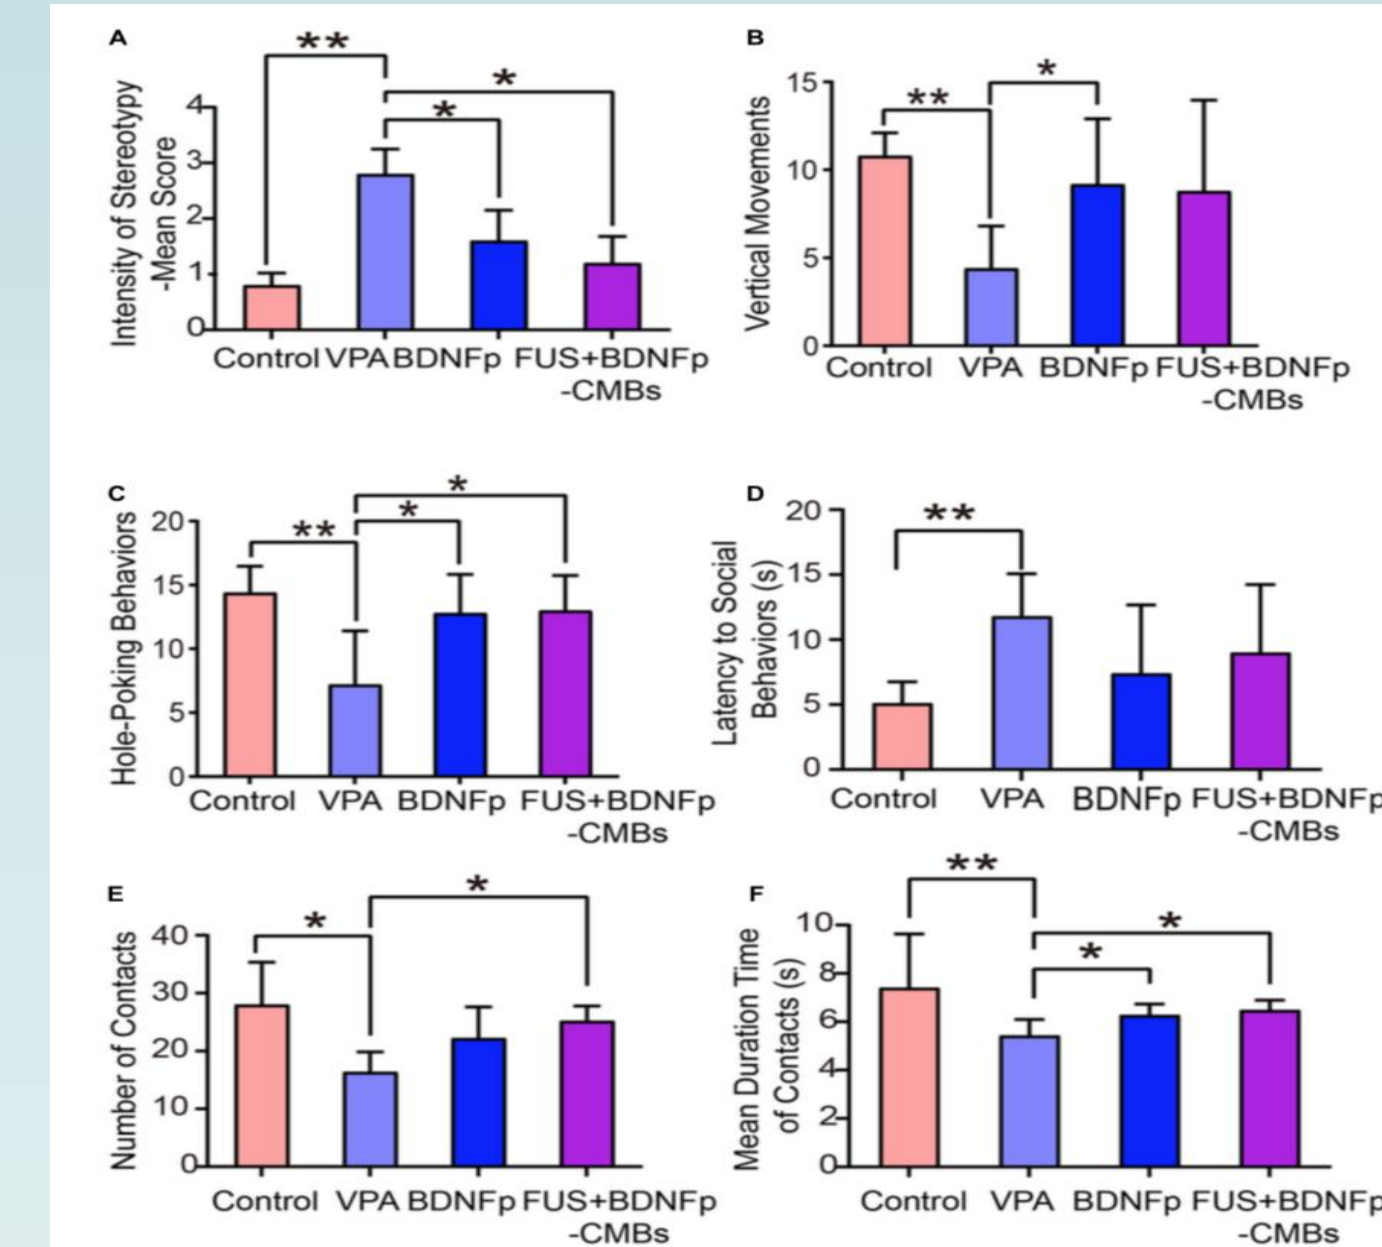 A
**
*
*
Intensity of Stereotypy
-Mean Score
4
3
2
1
0
Control VPA BDNFp FUS+BDNFp
-CMBs
B
**
*
Vertical Movements
15
10
5
0
Control VPA BDNFp FUS+BDNFp
-CMBs
C
**
*
*
Hole-Poking Behaviors
20
15
10
5
0
Control VPA BDNFp FUS+BDNFp
-CMBs
D
**
Latency to Social
Behaviors (s)
20
15
10
5
0
Control VPA BDNFp FUS+BDNFp
-CMBs
E
*
*
Number of Contacts
40
30
20
10
0
Control VPA BDNFp FUS+BDNFp
-CMBs
F
**
*
*
Mean Duration Time
of Contacts (s)
10
8
6
4
2
0
Control VPA BDNFp FUS+BDNFp
-CMBs